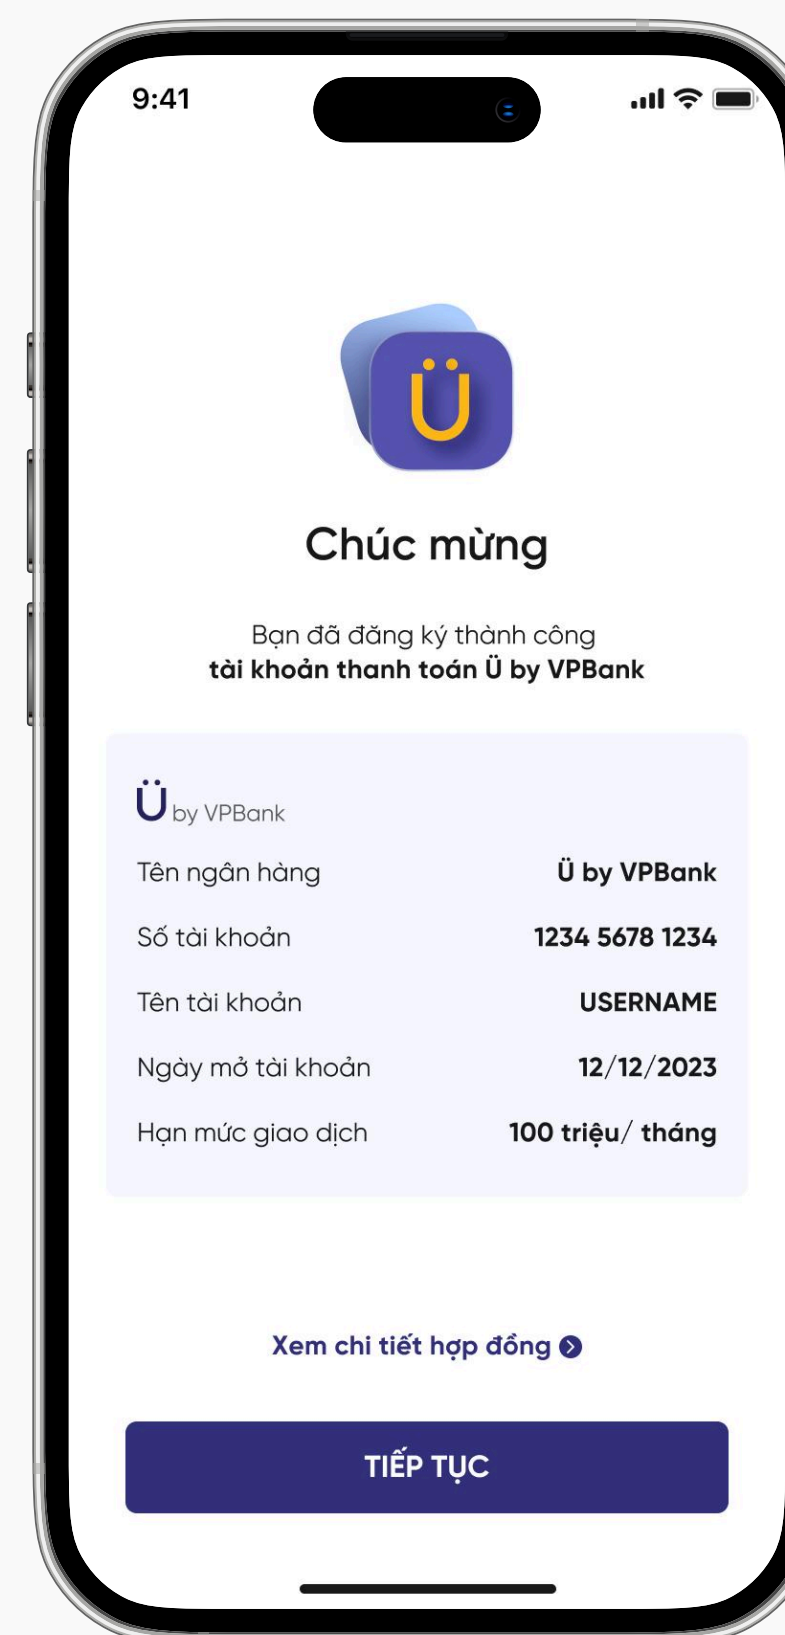 9:41
Ü
Chúc mừng
Bạn đã đăng ký thành công
tài khoản thanh toán Ü by VPBank
Ü by VPBank
Tên ngân hàng Ü by VPBank
Số tài khoản 1234 5678 1234
Tên tài khoản USERNAME
Ngày mở tài khoản 12/12/2023
Hạn mức giao dịch 100 triệu/ tháng
Xem chi tiết hợp đồng
TIẾP TỤC